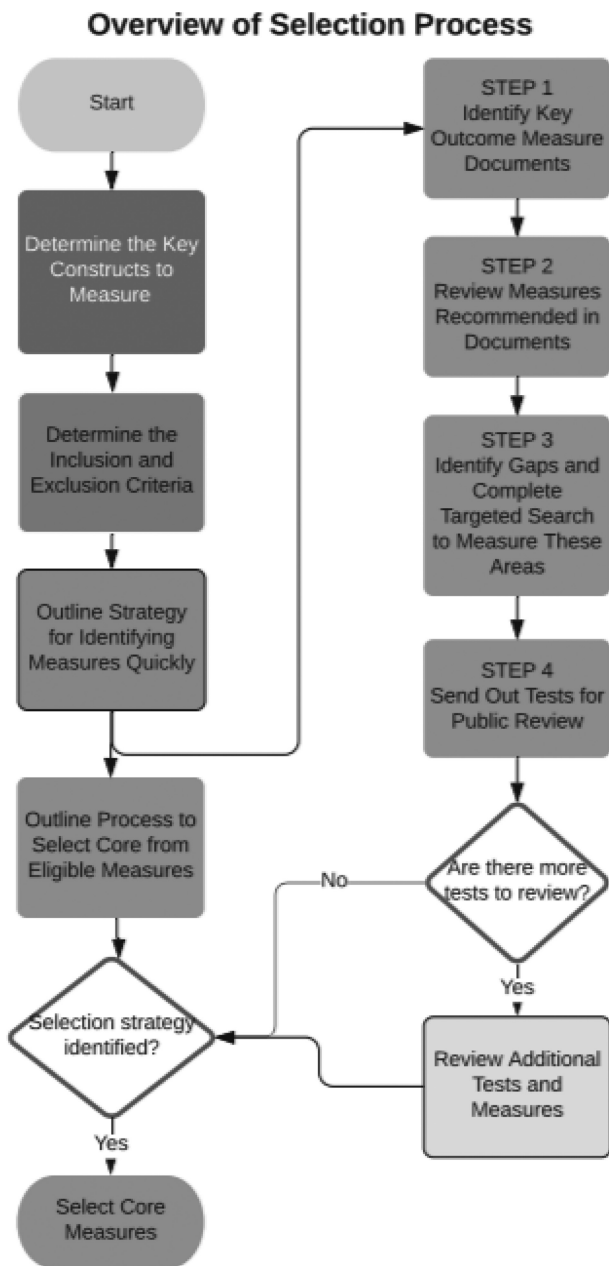 Overview of Selection Process
Start
Determine the Key
Constructs to
Measure
Determine the
Inclusion and
Exclusion Criteria
Outline Strategy
for Identifying
Measures Quickly
Outline Process to
Select Core from
Eligible Measures
Selection strategy
identified?
Yes
Select Core
Measures
STEP 1
Identify Key
Outcome Measure
Documents
STEP 2
Review Measures
Recommended in
Documents
STEP 3
Identify Gaps and
Complete
Targeted Search
to Measure These
Areas
STEP 4
Send Out Tests for
Public Review
Are there more
tests to review?
No
Yes
Review Additional
Tests and
Measures